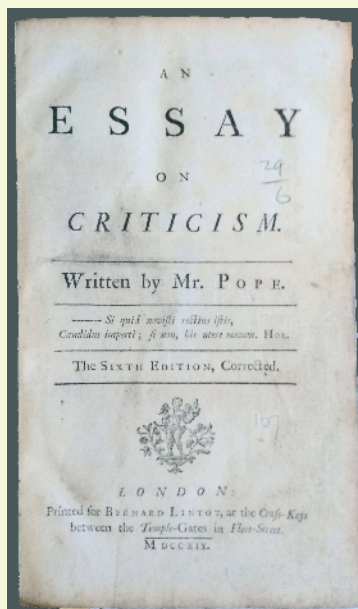 AN
ESSAY
ON
29
6
CRITICISM.
Written by Mr. POPE.
—— Si quid novisti rectius istis,
Candidus imperti; si non, his utere mecum. HOR.
The SIXTH EDITION, Corrected.
107
LONDON:
Printed for BERNARD LINTOT, at the Cross-Keys
between the Temple-Gates in Fleet-Street.
M DCC XIX.